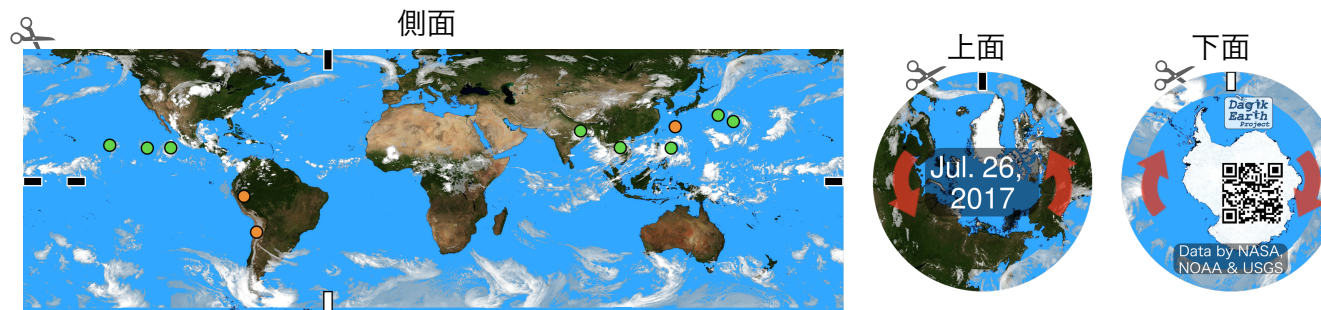 側面
上面
下面
Jul. 26,
2017
Dagik
Earth
Project
Data by NASA,
NOAA & USGS